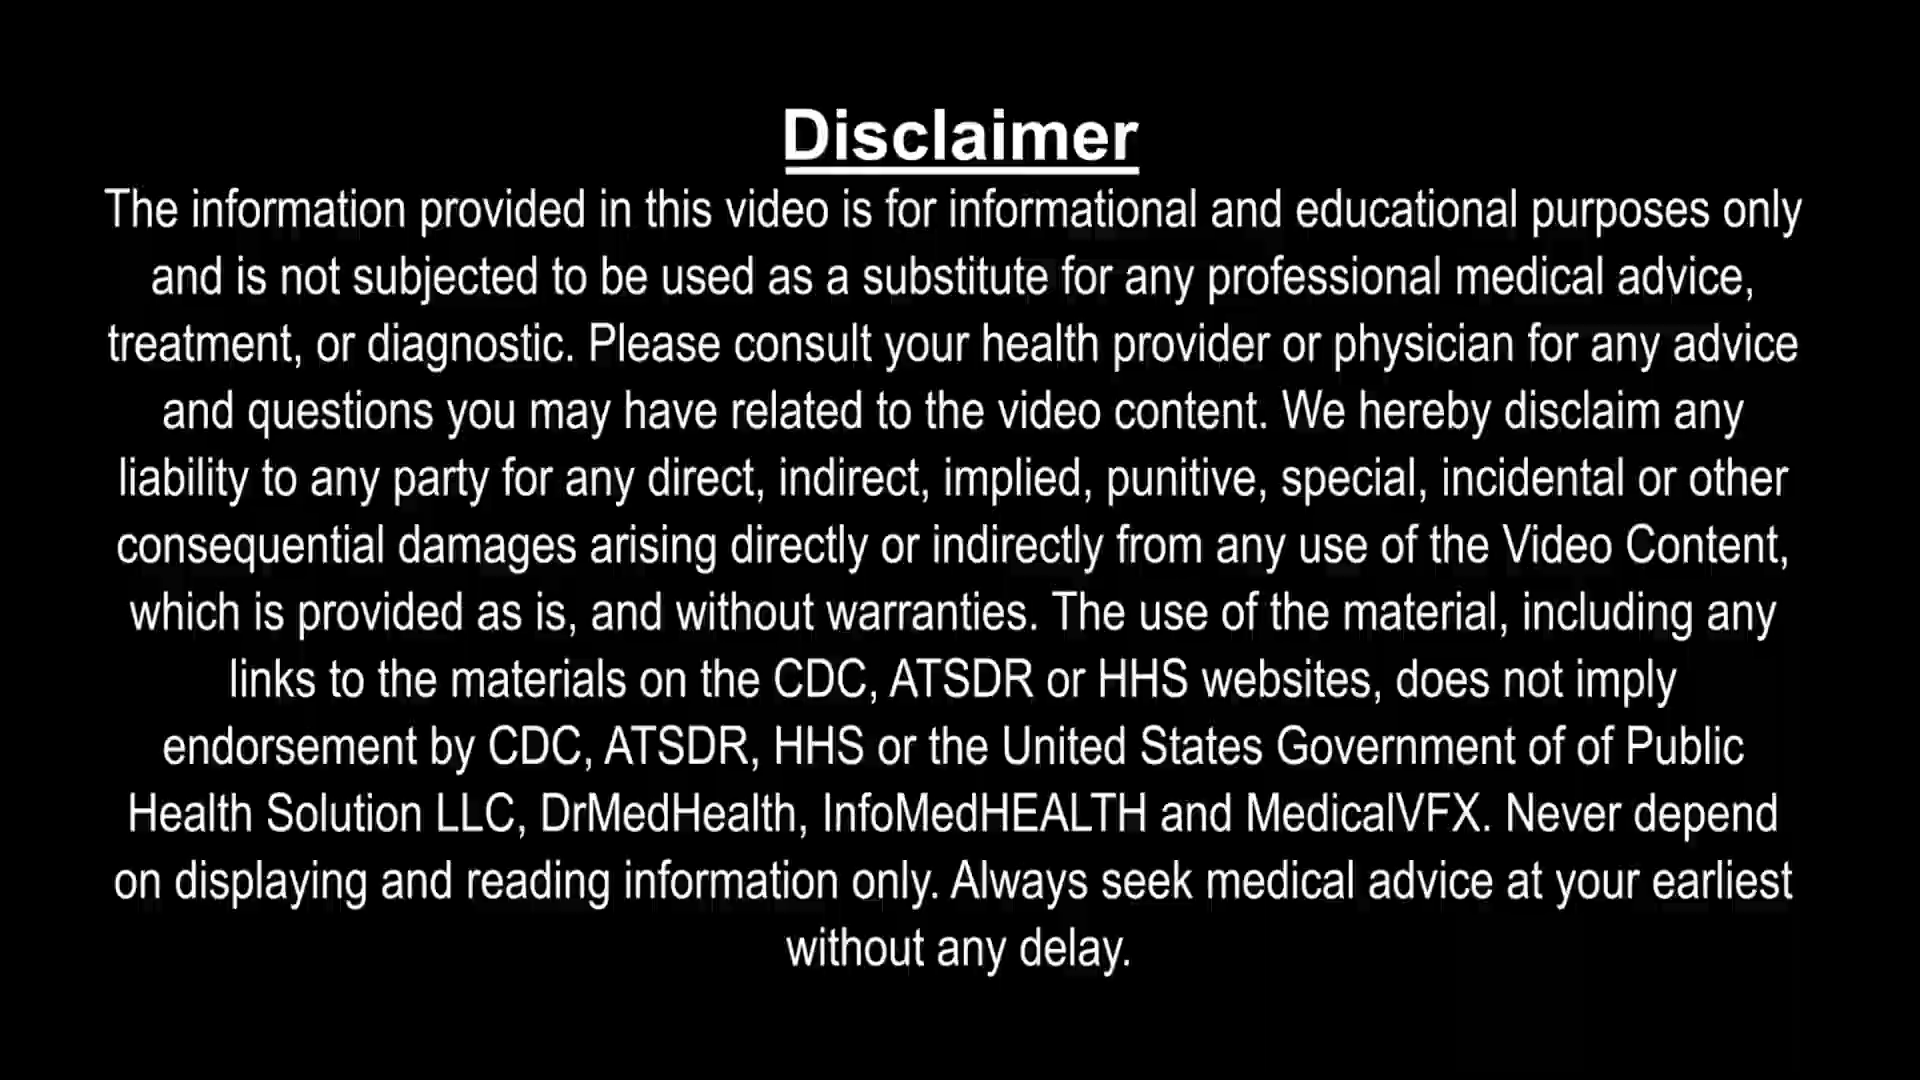 Disclaimer
The information provided in this video is for informational and educational purposes only
and is not subjected to be used as a substitute for any professional medical advice,
treatment, or diagnostic. Please consult your health provider or physician for any advice
and questions you may have related to the video content. We hereby disclaim any
liability to any party for any direct, indirect, implied, punitive, special, incidental or other
consequential damages arising directly or indirectly from any use of the Video Content,
which is provided as is, and without warranties. The use of the material, including any
links to the materials on the CDC, ATSDR or HHS websites, does not imply
endorsement by CDC, ATSDR, HHS or the United States Government of of Public
Health Solution LLC, DrMedHealth, InfoMedHEALTH and MedicalVFX. Never depend
on displaying and reading information only. Always seek medical advice at your earliest
without any delay.